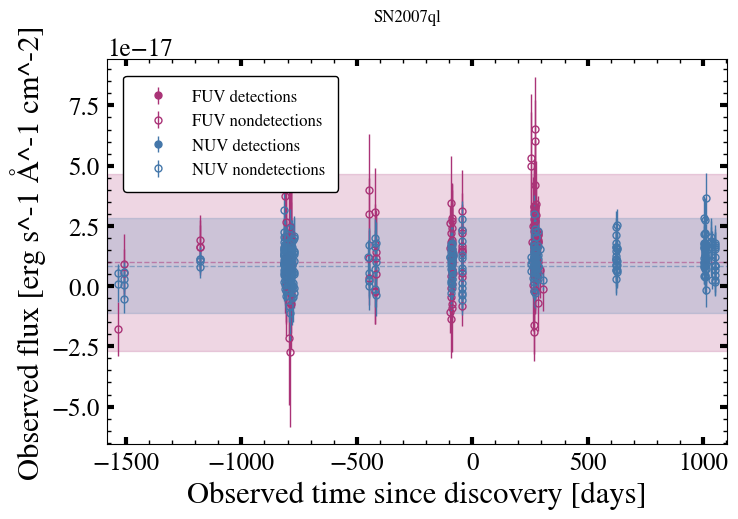 SN2007ql
1e−17
FUV detections
FUV nondetections
NUV detections
NUV nondetections
7.5
5.0
2.5
0.0
−2.5
−5.0
Observed flux [erg s^-1 Å^-1 cm^-2]
−1500 −1000 −500 0 500 1000
Observed time since discovery [days]